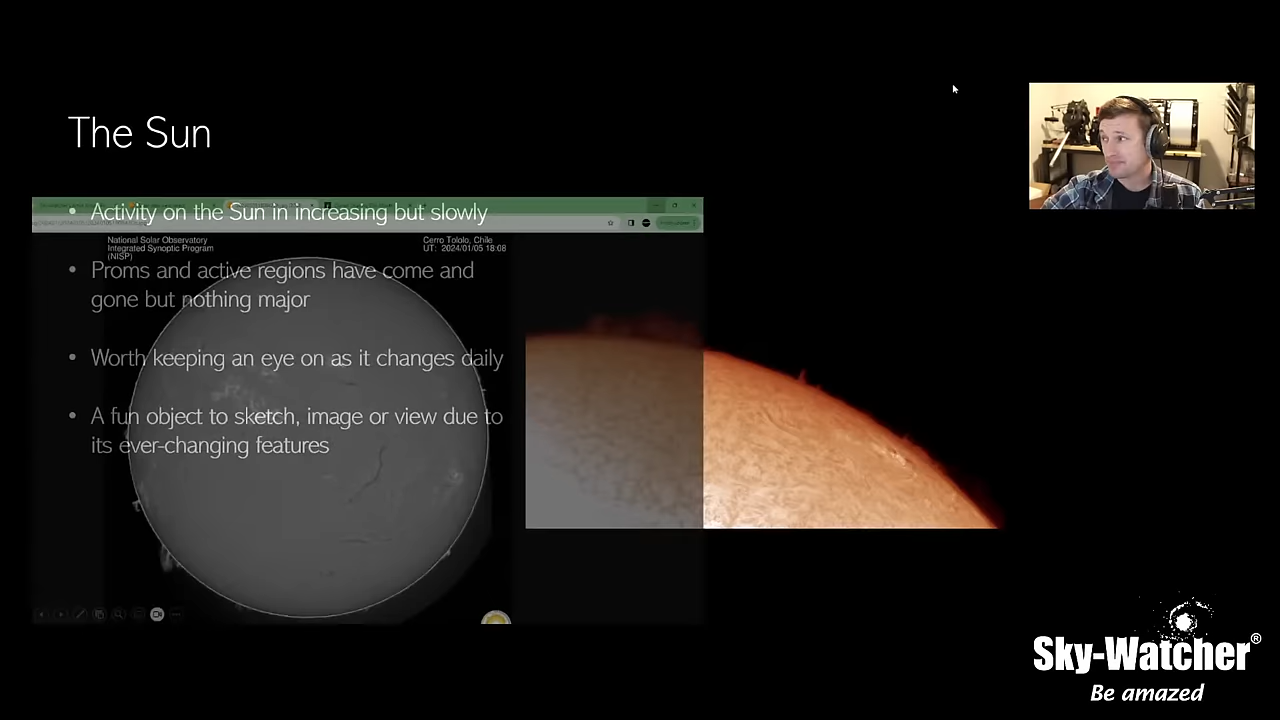 The Sun
• Activity on the Sun in increasing but slowly
National Solar Observatory
Integrated Synoptic Program
(NISP)
Cerro Tololo, Chile
UT: 2024/01/05 18:08
• Proms and active regions have come and
gone but nothing major
• Worth keeping an eye on as it changes daily
• A fun object to sketch, image or view due to
its ever-changing features
Sky-Watcher®
Be amazed